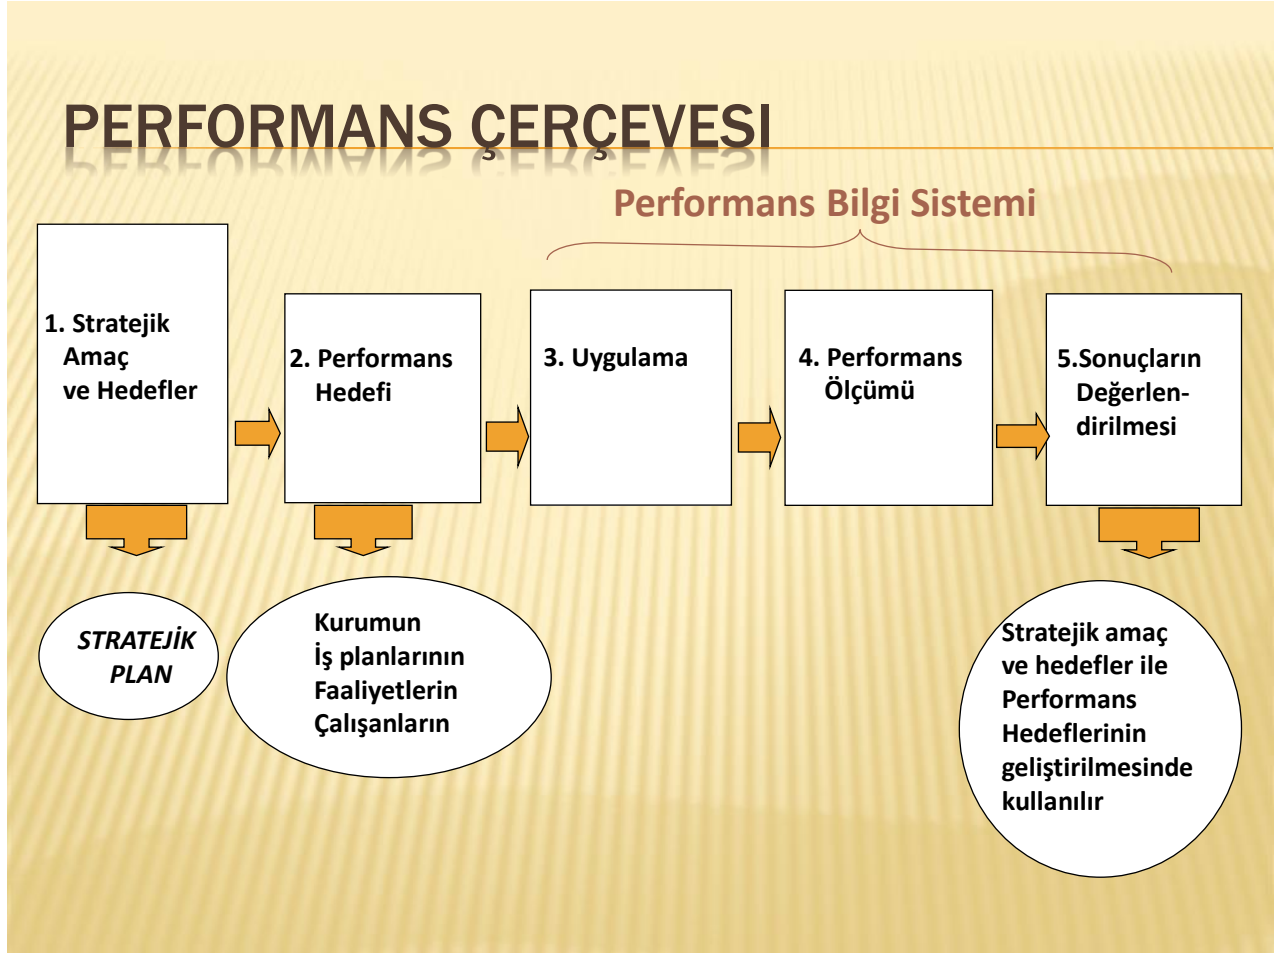 PERFORMANS ÇERÇEVESI
Performans Bilgi Sistemi
1. Stratejik
Amaç
ve Hedefler
2. Performans
Hedefi
3. Uygulama
4. Performans
Ölçümü
5.Sonuçların
Değerlen-
dirilmesi
STRATEJİK
PLAN
Kurumun
İş planlarının
Faaliyetlerin
Çalışanların
Stratejik amaç
ve hedefler ile
Performans
Hedeflerinin
geliştirilmesinde
kullanılır